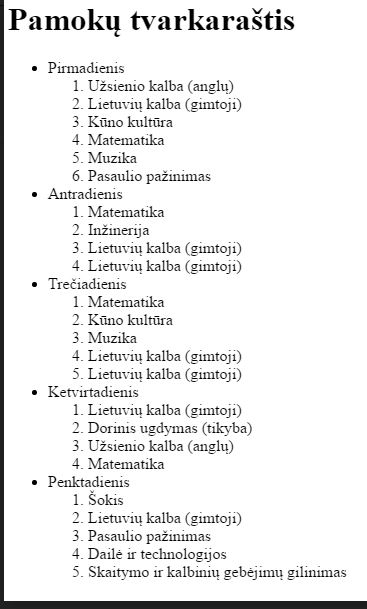 Pamokų tvarkaraštis
• Pirmadienis
1. Užsienio kalba (anglų)
2. Lietuvių kalba (gimtoji)
3. Kūno kultūra
4. Matematika
5. Muzika
6. Pasaulio pažinimas
• Antradienis
1. Matematika
2. Inžinerija
3. Lietuvių kalba (gimtoji)
4. Lietuvių kalba (gimtoji)
• Trečiadienis
1. Matematika
2. Kūno kultūra
3. Muzika
4. Lietuvių kalba (gimtoji)
5. Lietuvių kalba (gimtoji)
• Ketvirtadienis
1. Lietuvių kalba (gimtoji)
2. Dorinis ugdymas (tikyba)
3. Užsienio kalba (anglų)
4. Matematika
• Penktadienis
1. Šokis
2. Lietuvių kalba (gimtoji)
3. Pasaulio pažinimas
4. Dailė ir technologijos
5. Skaitymo ir kalbinių gebėjimų gilinimas